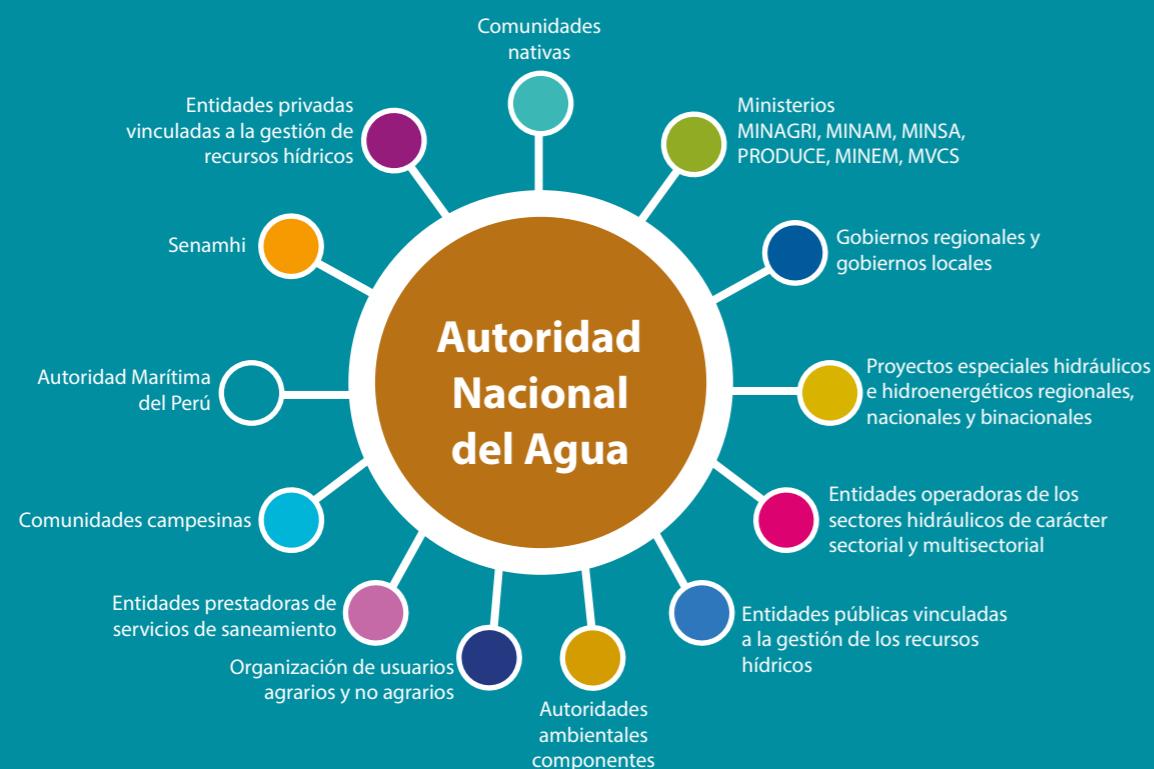 Comunidades
nativas
Ministerios
MINAGRI, MINAM, MINSA,
PRODUCE, MINEM, MVCS
Gobiernos regionales y
gobiernos locales
Proyectos especiales hidráulicos
e hidroenergéticos regionales,
nacionales y binacionales
Entidades operadoras de los
sectores hidráulicos de carácter
sectorial y multisectorial
Entidades públicas vinculadas
a la gestión de los recursos
hídricos
Autoridades
ambientales
componentes
Organización de usuarios
agrarios y no agrarios
Entidades prestadoras de
servicios de saneamiento
Comunidades campesinas
Autoridad Marítima
del Perú
Senamhi
Entidades privadas
vinculadas a la gestión de
recursos hídricos
Autoridad
Nacional
del Agua